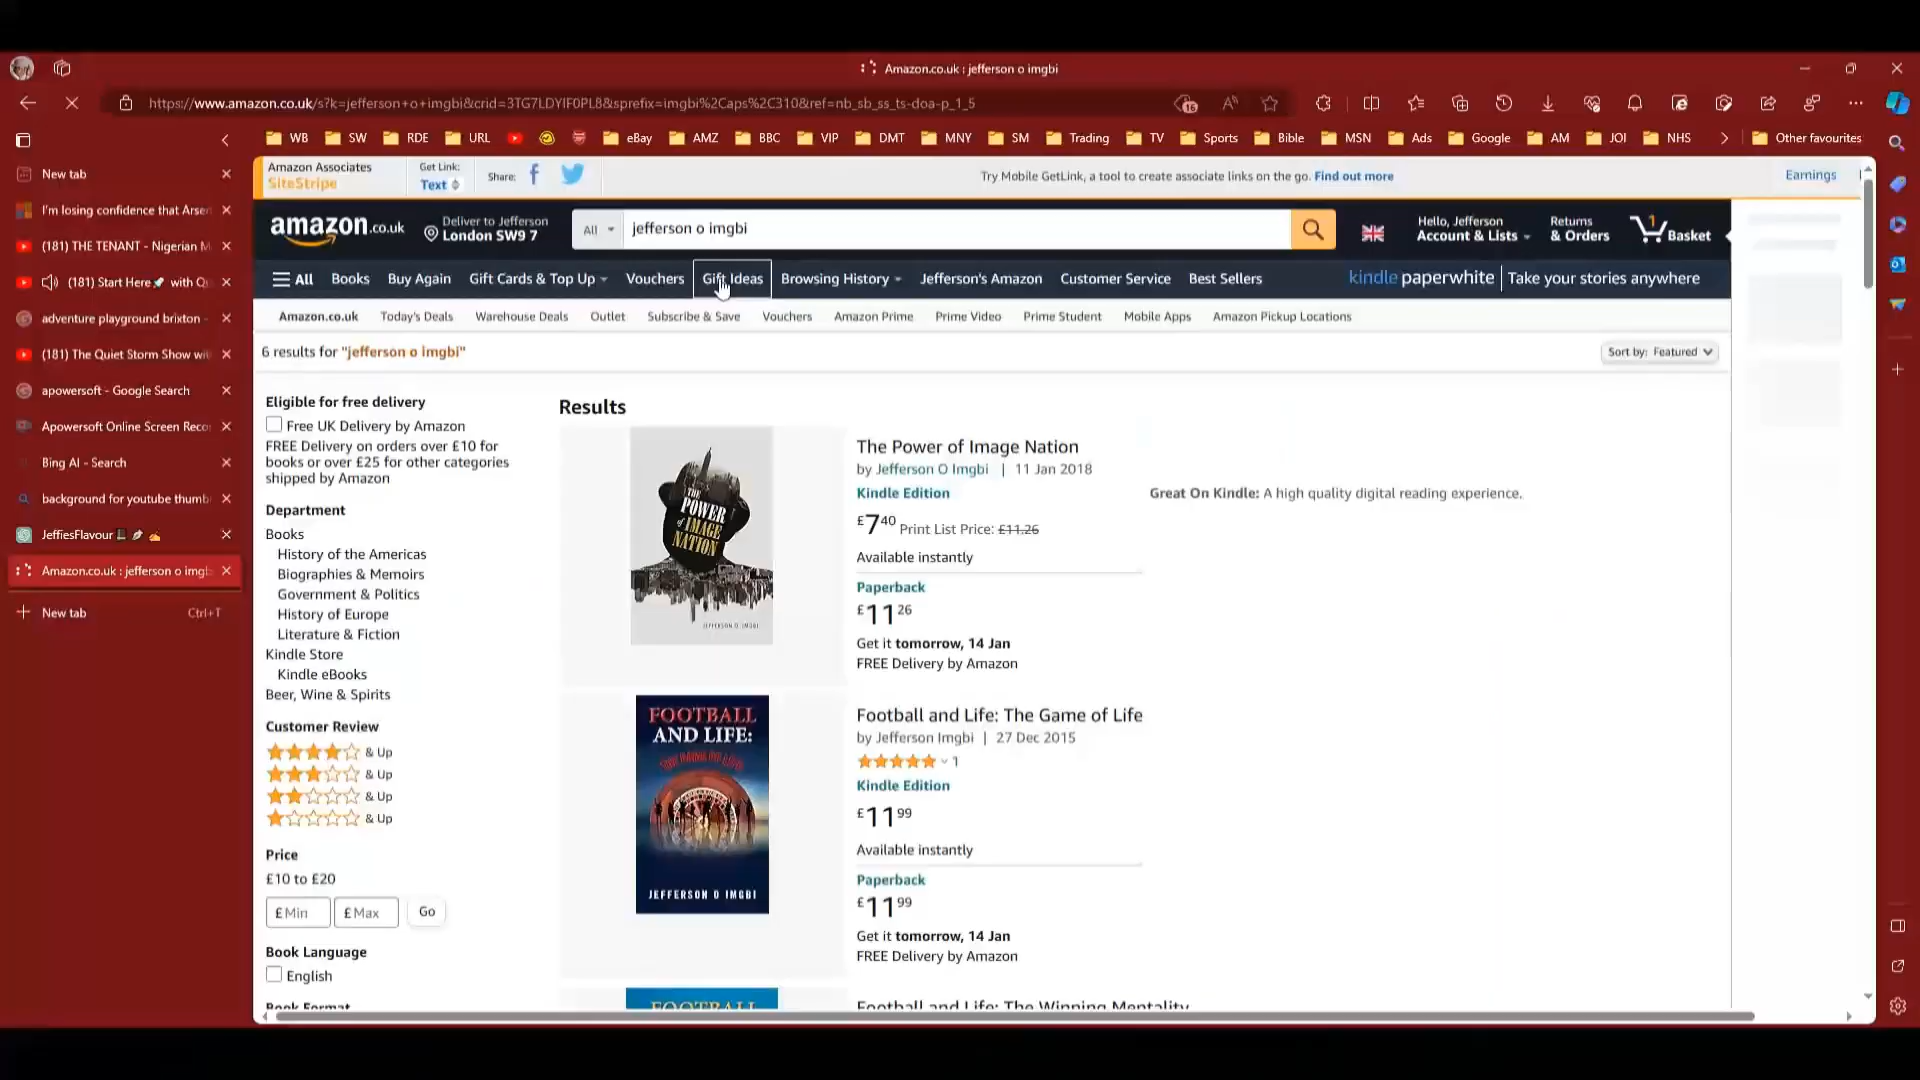 Amazon.co.uk : jefferson o imgbi
https://www.amazon.co.uk/s?k=jefferson+o+imgbi&crid=3TG7LDYIF0PL8&sprefix=imgbi%2Caps%2C310&ref=nb_sb_ss_ts-doa-p_1_5
WB SW RDE URL eBay AMZ BBC VIP DMT MNY SM Trading TV Sports Bible MSN Ads Google AM JOI NHS Other favourites
New tab
I'm losing confidence that Arse
(181) THE TENANT - Nigerian M
(181) Start Here with Q
adventure playground brixton -
(181) The Quiet Storm Show wi
apowersoft - Google Search
Apowersoft Online Screen Reco
Bing AI - Search
background for youtube thumb
JeffiesFlavour
Amazon.co.uk : jefferson o imgb
New tab Ctrl+T
Amazon Associates
SiteStripe
Get Link:
Text
Share:
Try Mobile GetLink, a tool to create associate links on the go. Find out more
Earnings
amazon.co.uk
Deliver to Jefferson
London SW9 7
All
jefferson o imgbi
Hello, Jefferson
Account & Lists
Returns
& Orders
1
Basket
All Books Buy Again Gift Cards & Top Up Vouchers Gift Ideas Browsing History Jefferson's Amazon Customer Service Best Sellers
kindle paperwhite Take your stories anywhere
Amazon.co.uk Today's Deals Warehouse Deals Outlet Subscribe & Save Vouchers Amazon Prime Prime Video Prime Student Mobile Apps Amazon Pickup Locations
6 results for "jefferson o imgbi"
Sort by: Featured
Eligible for free delivery
Free UK Delivery by Amazon
FREE Delivery on orders over £10 for
books or over £25 for other categories
shipped by Amazon
Department
Books
History of the Americas
Biographies & Memoirs
Government & Politics
History of Europe
Literature & Fiction
Kindle Store
Kindle eBooks
Beer, Wine & Spirits
Customer Review
& Up
& Up
& Up
& Up
Price
£10 to £20
£ Min
£ Max
Go
Book Language
English
Book Format
Results
THE
POWER
of IMAGE
NATION
JEFFERSON O. IMGBI
The Power of Image Nation
by Jefferson O Imgbi | 11 Jan 2018
Kindle Edition
£7.40 Print List Price: £11.26
Available instantly
Paperback
£11.26
Get it tomorrow, 14 Jan
FREE Delivery by Amazon
Great On Kindle: A high quality digital reading experience.
FOOTBALL
AND LIFE:
THE GAME OF LIFE
JEFFERSON O IMGBI
Football and Life: The Game of Life
by Jefferson Imgbi | 27 Dec 2015
1
Kindle Edition
£11.99
Available instantly
Paperback
£11.99
Get it tomorrow, 14 Jan
FREE Delivery by Amazon
FOOTBALL
Football and Life: The Winning Mentality